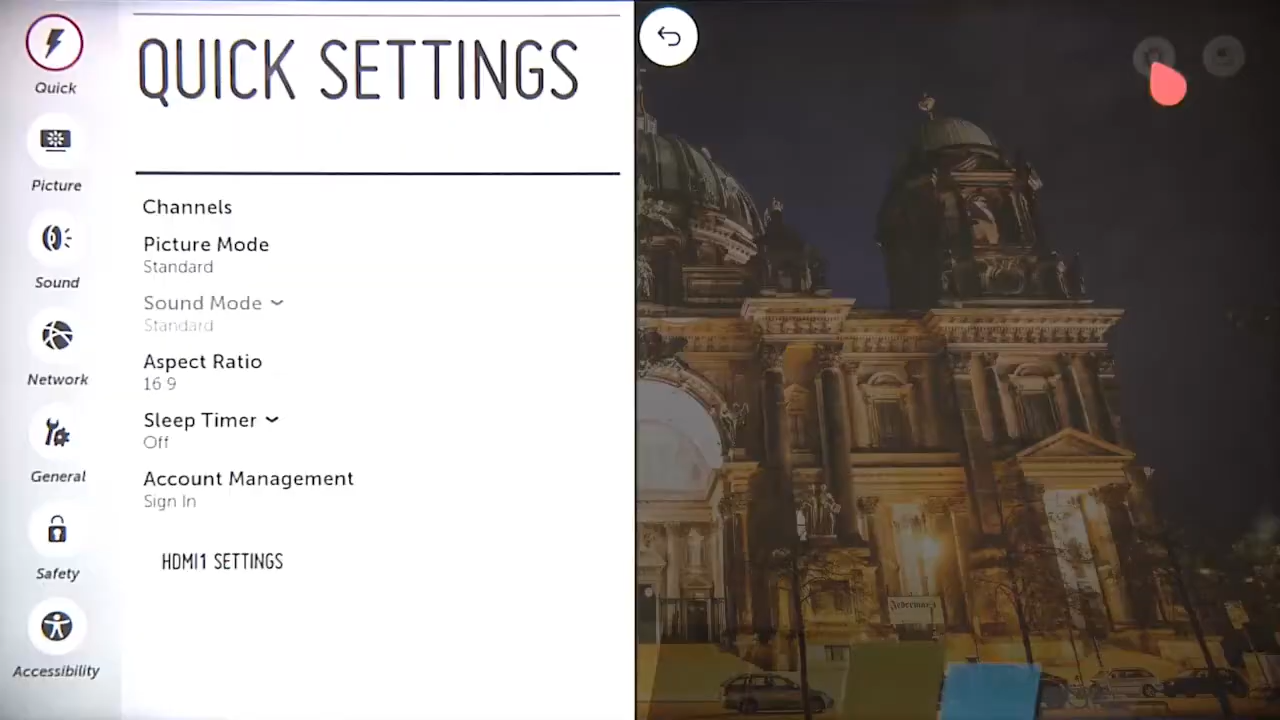 QUICK SETTINGS
Quick
Picture
Sound
Network
General
Safety
Accessibility
Channels
Picture Mode
Standard
Sound Mode
Standard
Aspect Ratio
16 9
Sleep Timer
Off
Account Management
Sign In
HDMI1 SETTINGS